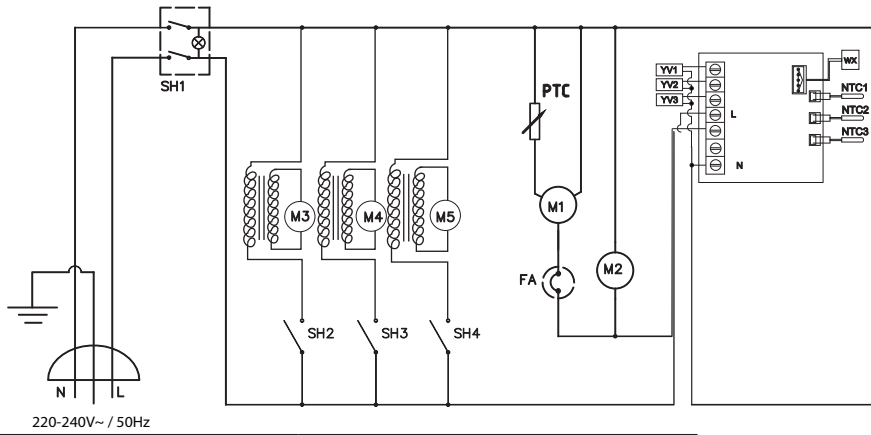 SH1
PTC
M3
M4
M5
M1
M2
FA
SH2
SH3
SH4
YV1
YV2
YV3
L
N
WX
NTC1
NTC2
NTC3
N
L
220-240V~ / 50Hz